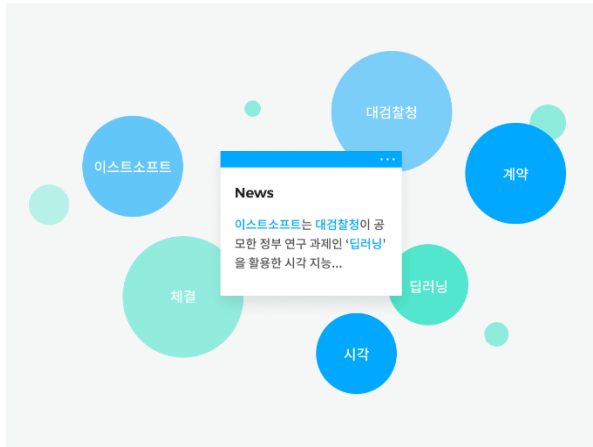 대검찰청
이스트소프트
계약
News
이스트소프트는 대검찰청이 공
모한 정부 연구 과제인 ‘딥러닝’
을 활용한 시각 지능...
체결
딥러닝
시각